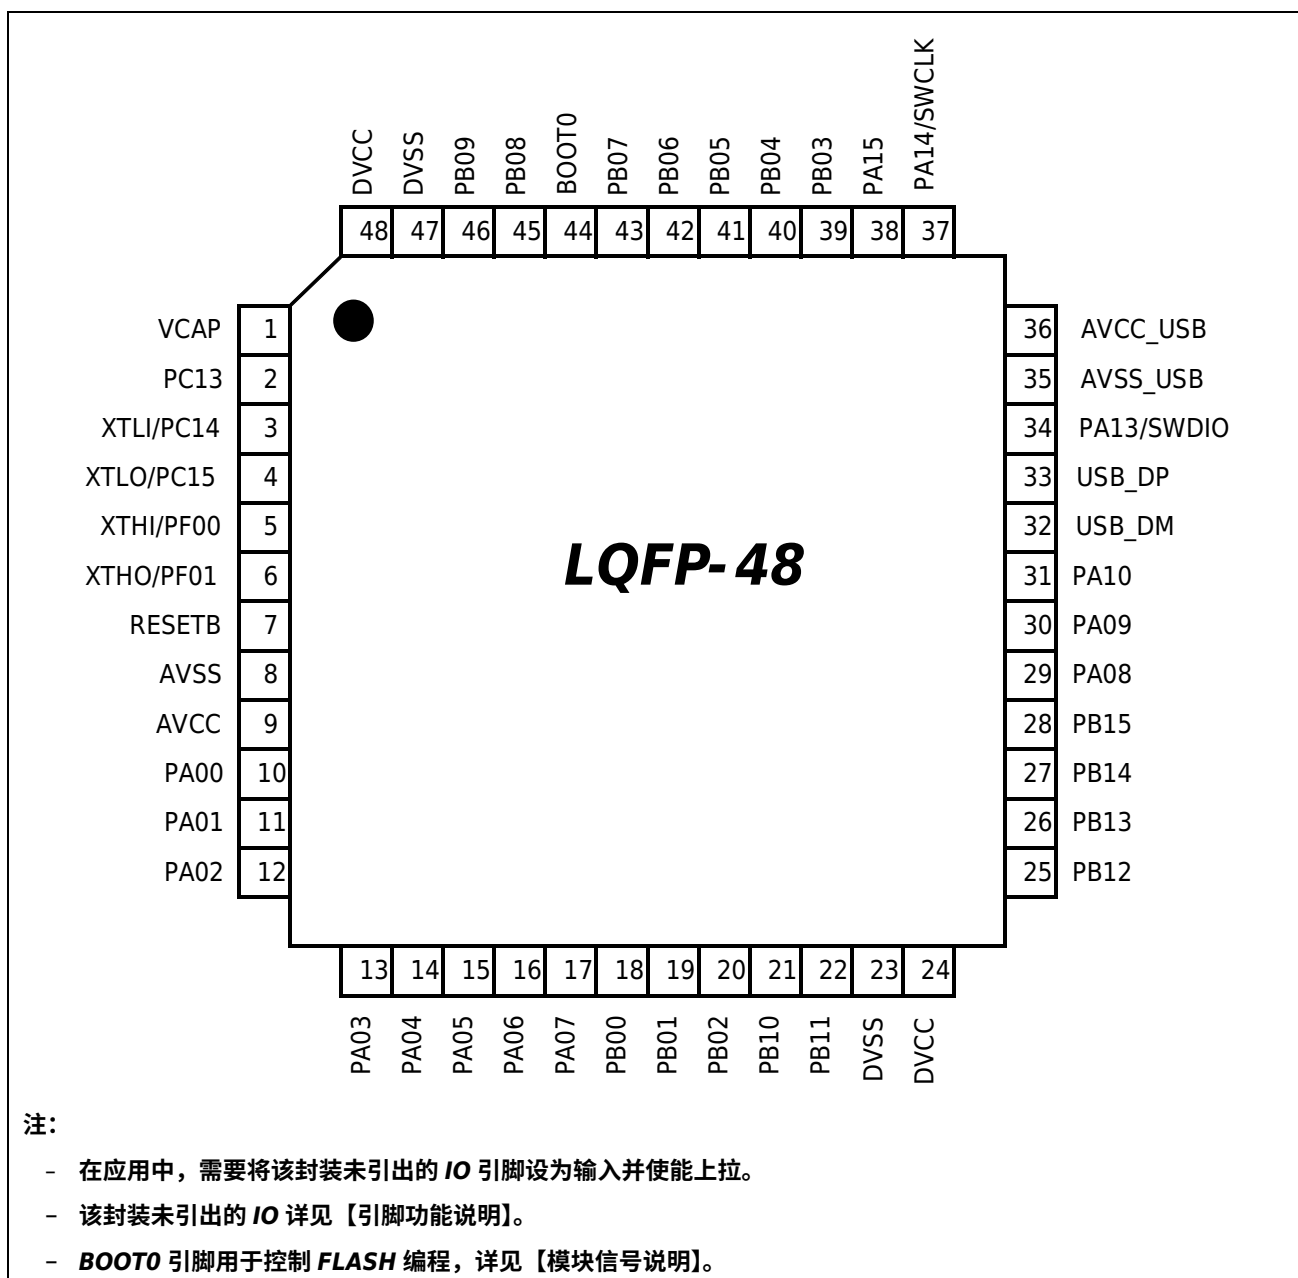 DVCC
DVSS
PB09
PB08
BOOT0
PB07
PB06
PB05
PB04
PB03
PA15
PA14/SWCLK
48 47 46 45 44 43 42 41 40 39 38 37
VCAP 1
PC13 2
XTLI/PC14 3
XTLO/PC15 4
XTHI/PF00 5
XTHO/PF01 6
RESETB 7
AVSS 8
AVCC 9
PA00 10
PA01 11
PA02 12
LQFP-48
36 AVCC_USB
35 AVSS_USB
34 PA13/SWDIO
33 USB_DP
32 USB_DM
31 PA10
30 PA09
29 PA08
28 PB15
27 PB14
26 PB13
25 PB12
13 14 15 16 17 18 19 20 21 22 23 24
PA03
PA04
PA05
PA06
PA07
PB00
PB01
PB02
PB10
PB11
DVSS
DVCC
注：
– 在应用中，需要将该封装未引出的 IO 引脚设为输入并使能上拉。
– 该封装未引出的 IO 详见【引脚功能说明】。
– BOOT0 引脚用于控制 FLASH 编程，详见【模块信号说明】。